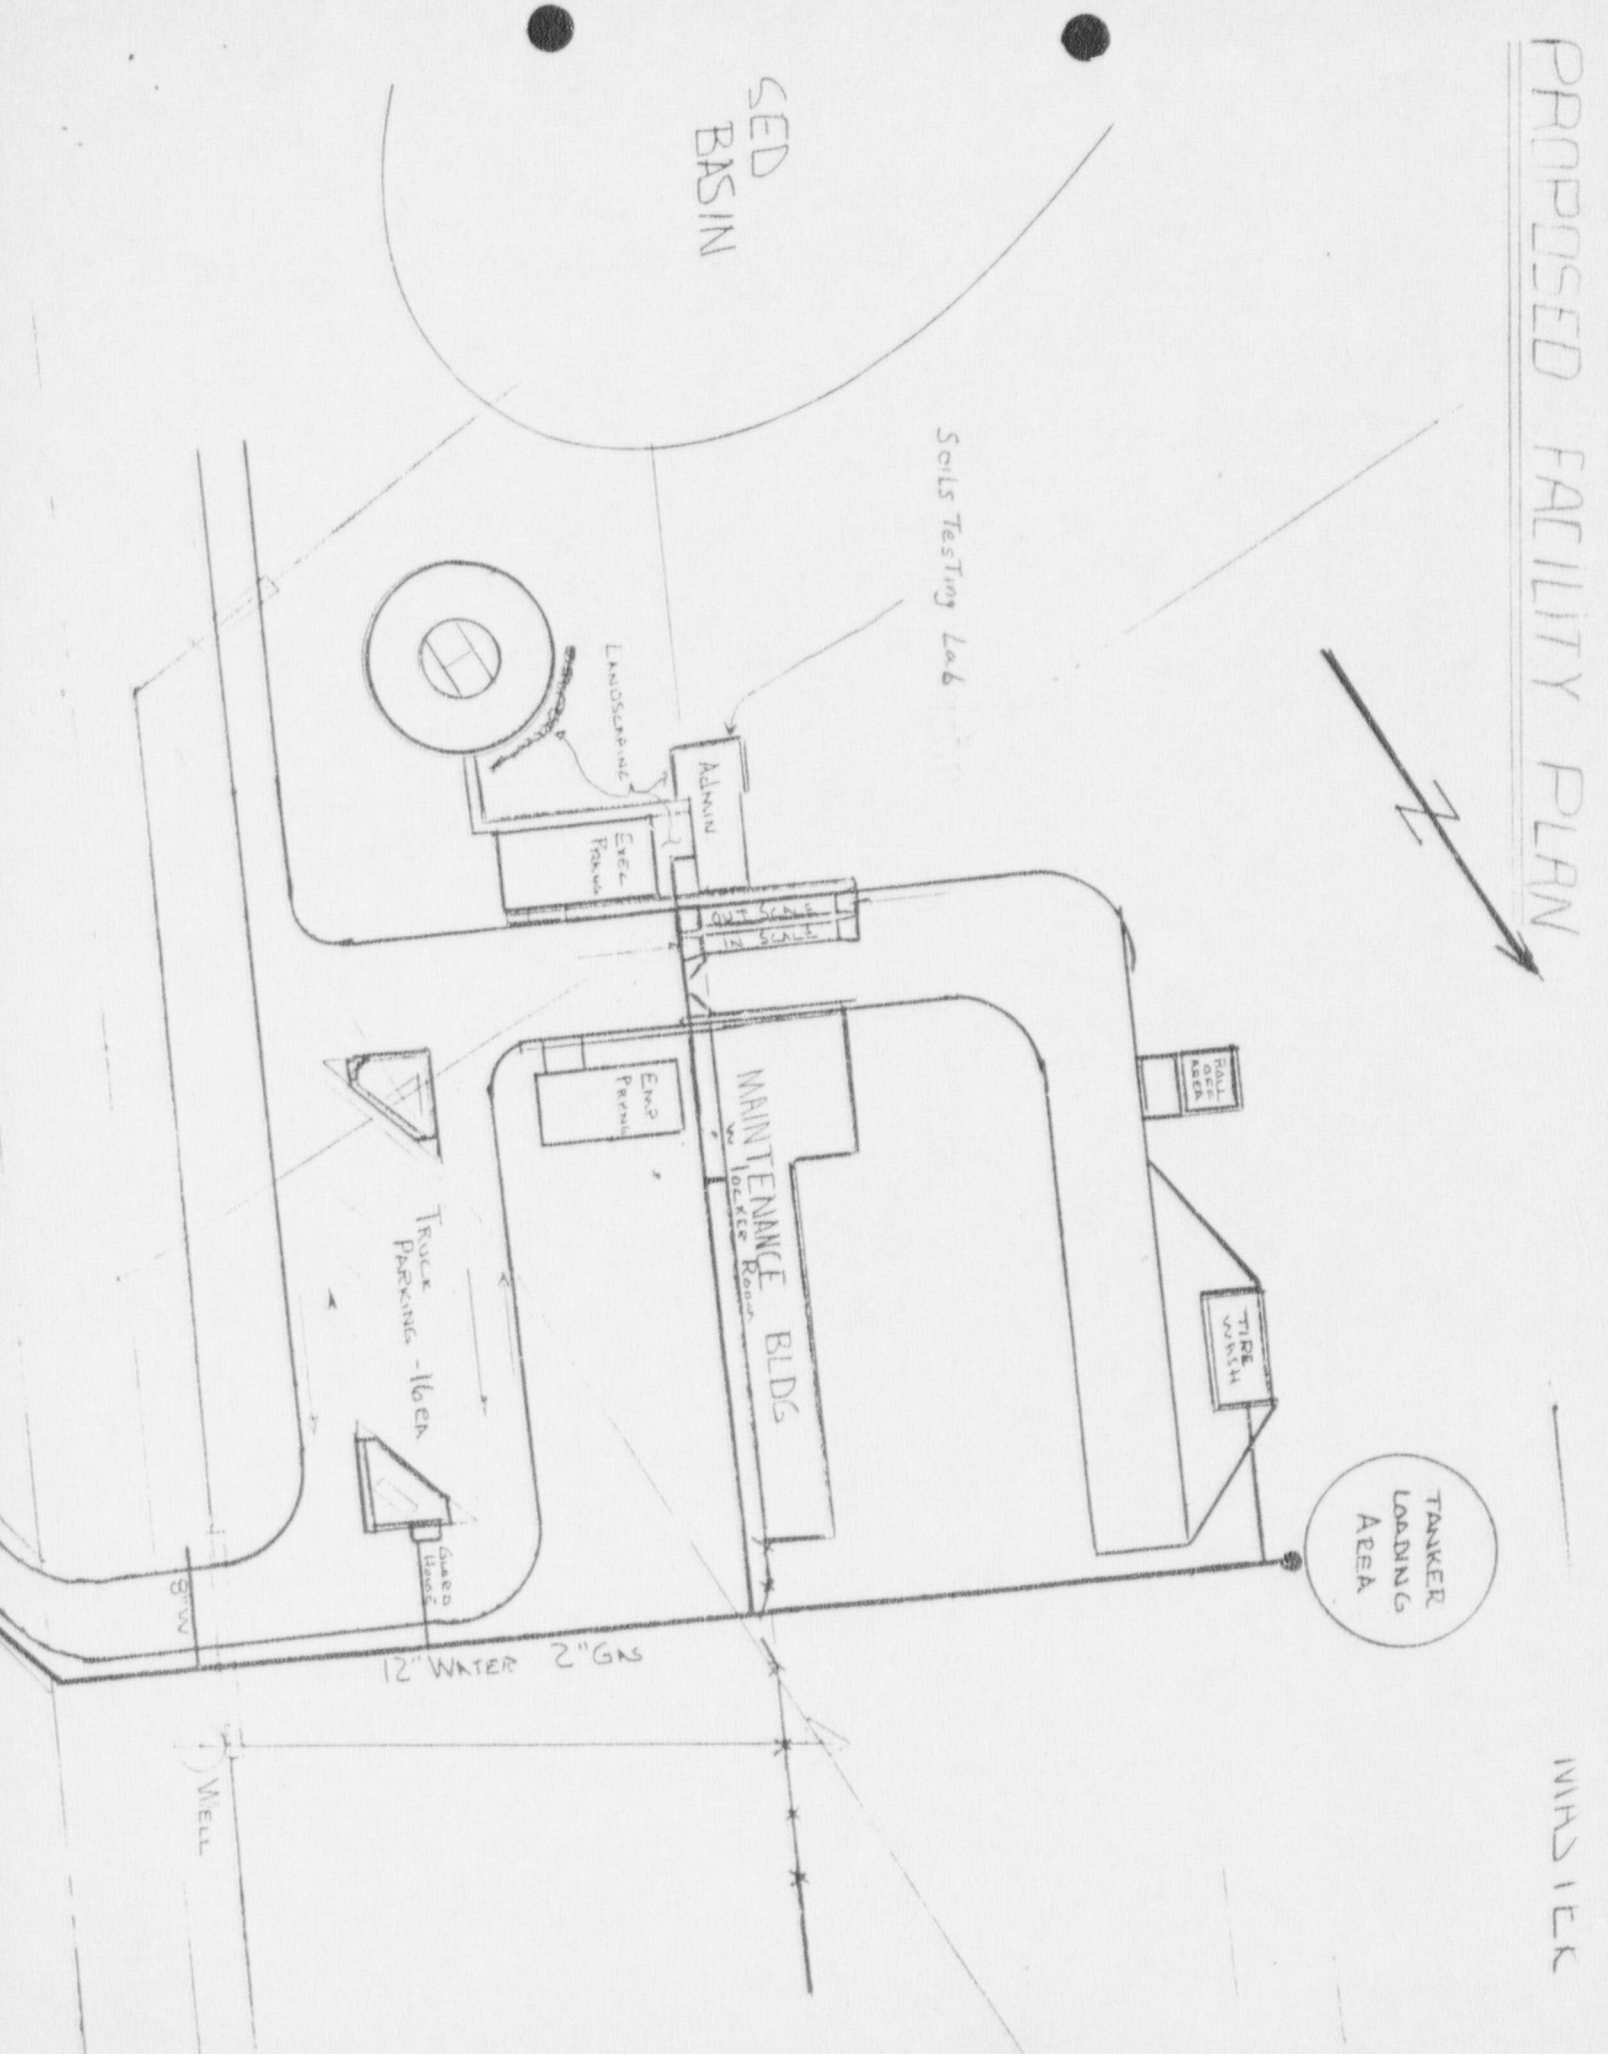 PROPOSED FACILITY PLAN
MASTER
SED
BASIN
Soils Testing Lab
LANDSCAPING
H
Admin
EXEC
PRKNG
OUT SCALE
IN SCALE
ROLL
OFF
AREA
TIRE
WASH
TANKER
LOADING
AREA
EMP
PRKNG
MAINTENANCE BLDG
W LOCKER ROOM
TRUCK
PARKING - 16 EA
GUARD
HOUSE
8" W
12" WATER 2" GAS
WELL